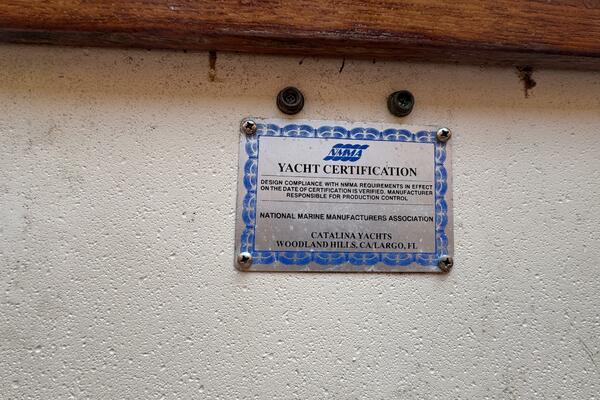 NMMA
YACHT CERTIFICATION
DESIGN COMPLIANCE WITH NMMA REQUIREMENTS IN EFFECT
ON THE DATE OF CERTIFICATION IS VERIFIED. MANUFACTURER
RESPONSIBLE FOR PRODUCTION CONTROL
NATIONAL MARINE MANUFACTURERS ASSOCIATION
CATALINA YACHTS
WOODLAND HILLS, CA/LARGO, FL